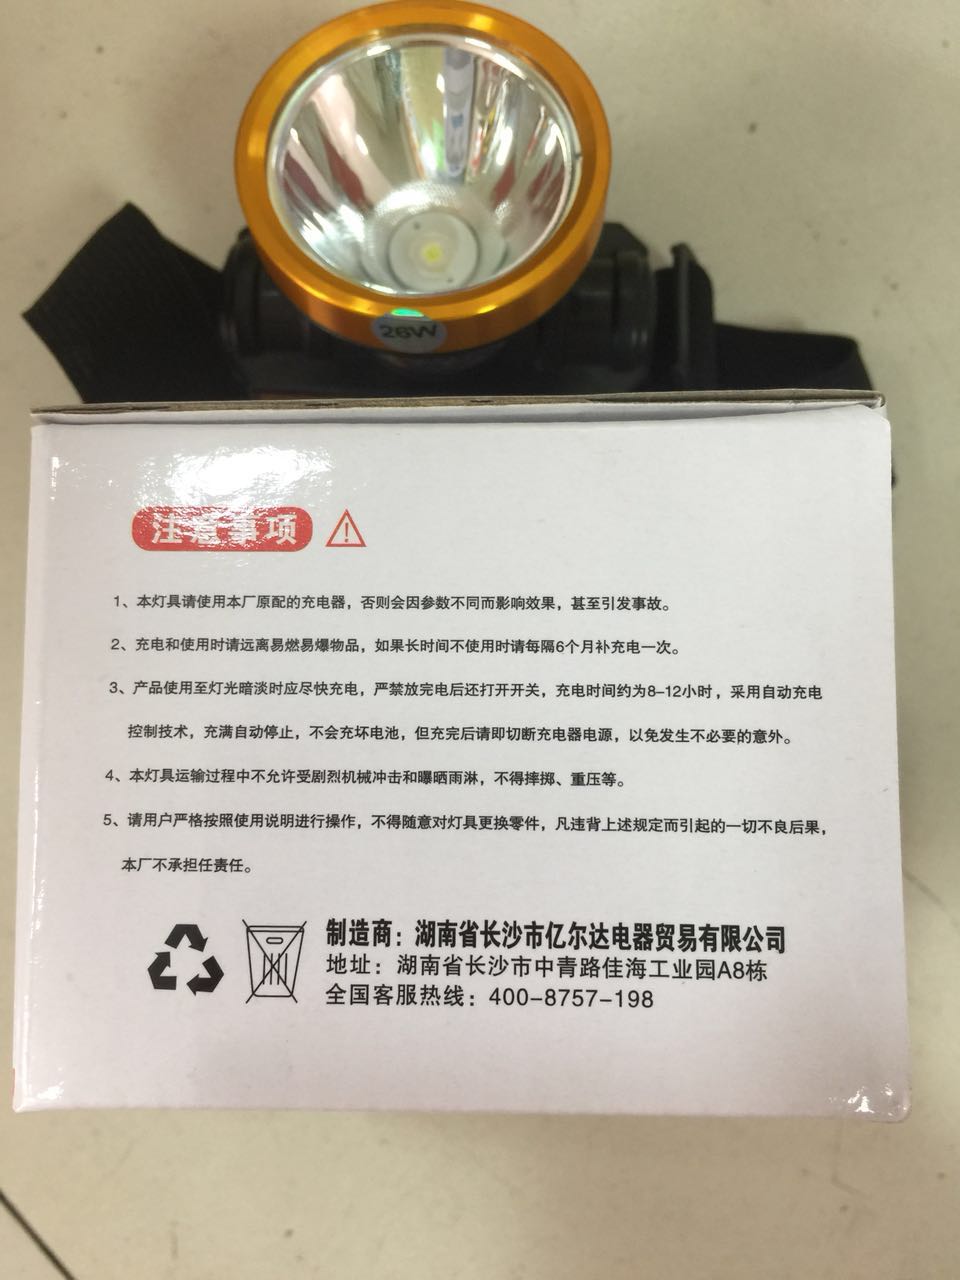 26W
注意事项
1、本灯具请使用本厂原配的充电器，否则会因参数不同而影响效果，甚至引发事故。
2、充电和使用时请远离易燃易爆物品，如果长时间不使用时请每隔6个月补充电一次。
3、产品使用至灯光暗淡时应尽快充电，严禁放完电后还打开开关，充电时间约为8-12小时，采用自动充电
控制技术，充满自动停止，不会充坏电池，但充完后请即切断充电器电源，以免发生不必要的意外。
4、本灯具运输过程中不允许受剧烈机械冲击和曝晒雨淋，不得摔掷、重压等。
5、请用户严格按照使用说明进行操作，不得随意对灯具更换零件，凡违背上述规定而引起的一切不良后果，
本厂不承担任责任。
制造商：湖南省长沙市亿尔达电器贸易有限公司
地址：湖南省长沙市中青路佳海工业园A8栋
全国客服热线：400-8757-198